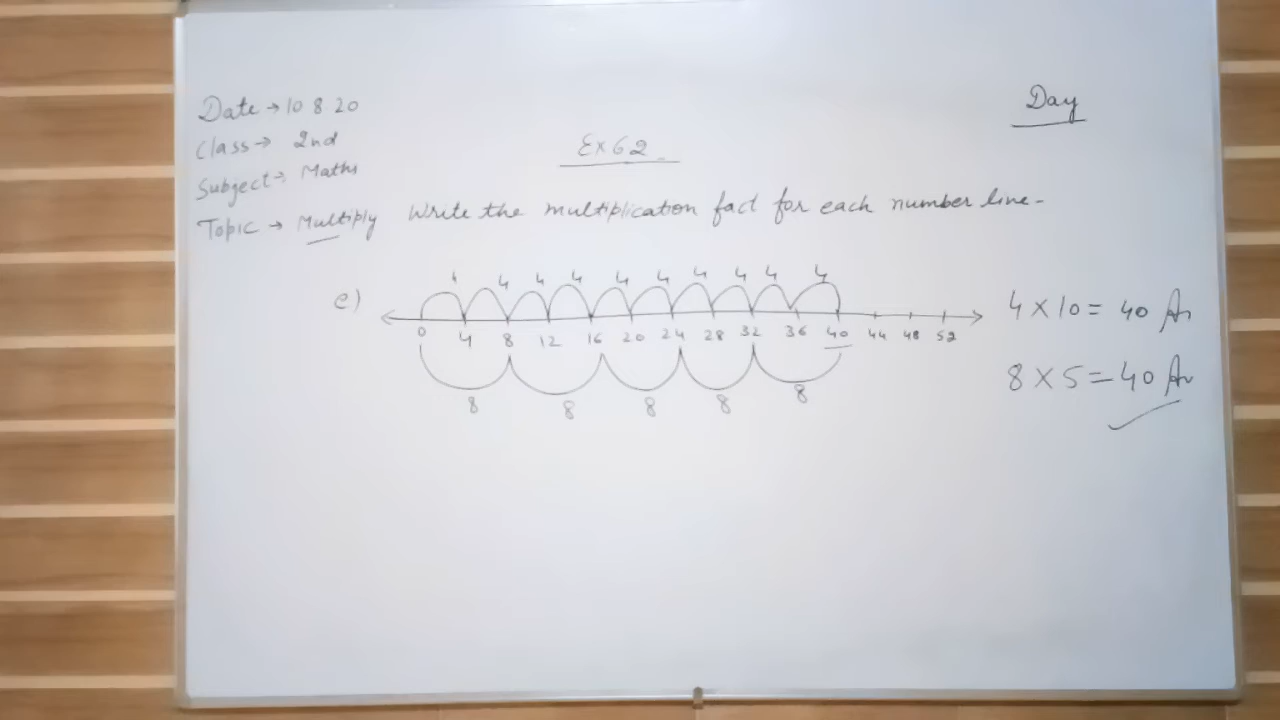 Date → 10 8 20
Day
Class → 2nd
Ex 6 2
Subject → Maths
Topic → Multiply Write the multiplication fact for each number line-
4 4 4 4 4 4 4 4 4 4
e)
0 4 8 12 16 20 24 28 32 36 40 44 48 52
8 8 8 8 8
4 × 10 = 40 An
8 × 5 = 40 An